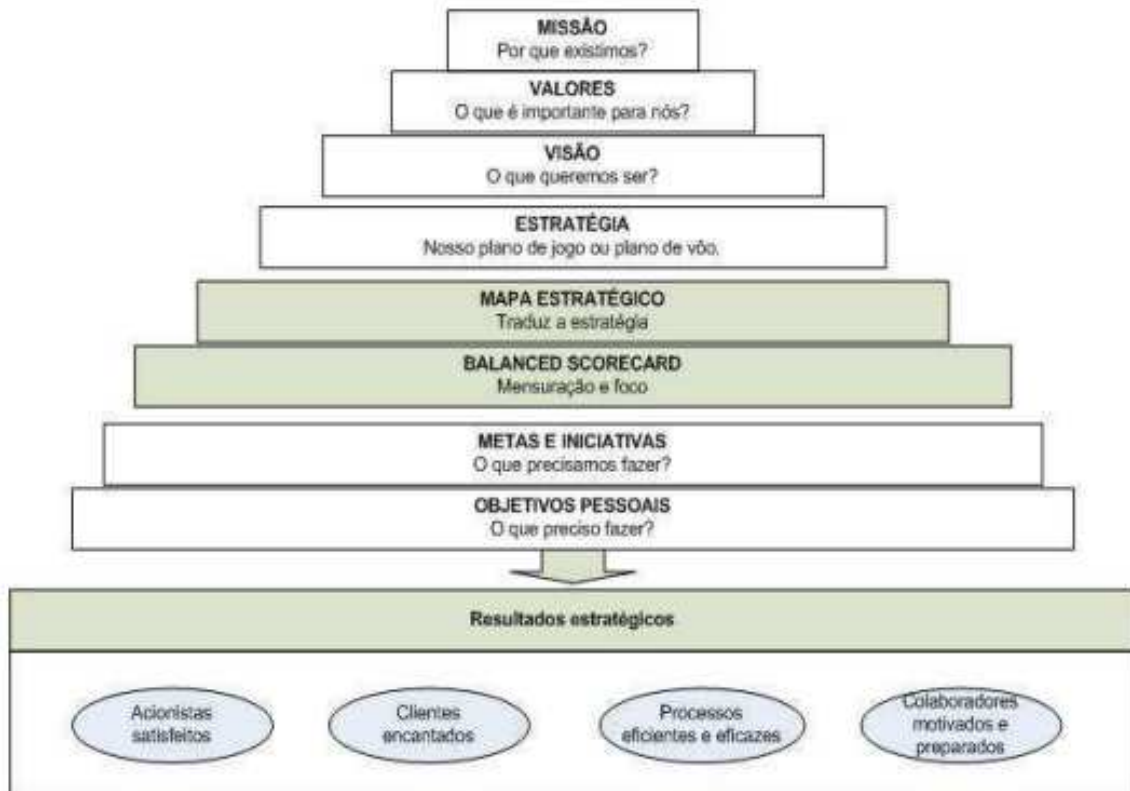 MISSÃO
Por que existimos?
VALORES
O que é importante para nós?
VISÃO
O que queremos ser?
ESTRATÉGIA
Nosso plano de jogo ou plano de vôo.
MAPA ESTRATÉGICO
Traduz a estratégia
BALANCED SCORECARD
Mensuração e foco
METAS E INICIATIVAS
O que precisamos fazer?
OBJETIVOS PESSOAIS
O que preciso fazer?
Resultados estratégicos
Acionistas
satisfeitos
Clientes
encantados
Processos
eficientes e eficazes
Colaboradores
motivados e
preparados